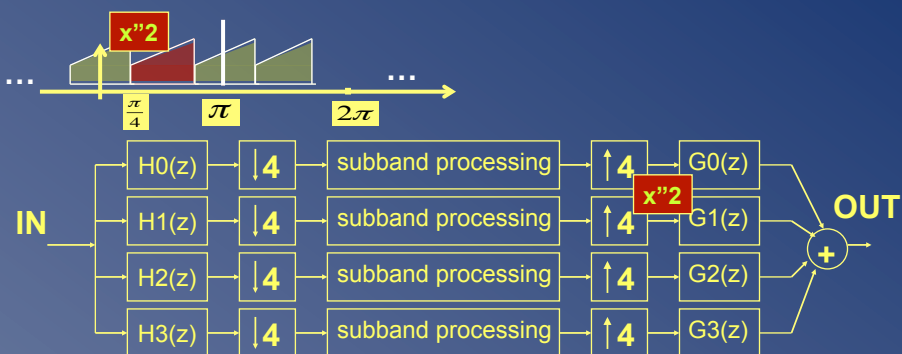 x”2
... ...
π/4 π 2π
H0(z) ↓4 subband processing ↑4 G0(z)
x”2
IN OUT
H1(z) ↓4 subband processing ↑4 G1(z)
+
H2(z) ↓4 subband processing ↑4 G2(z)
H3(z) ↓4 subband processing ↑4 G3(z)